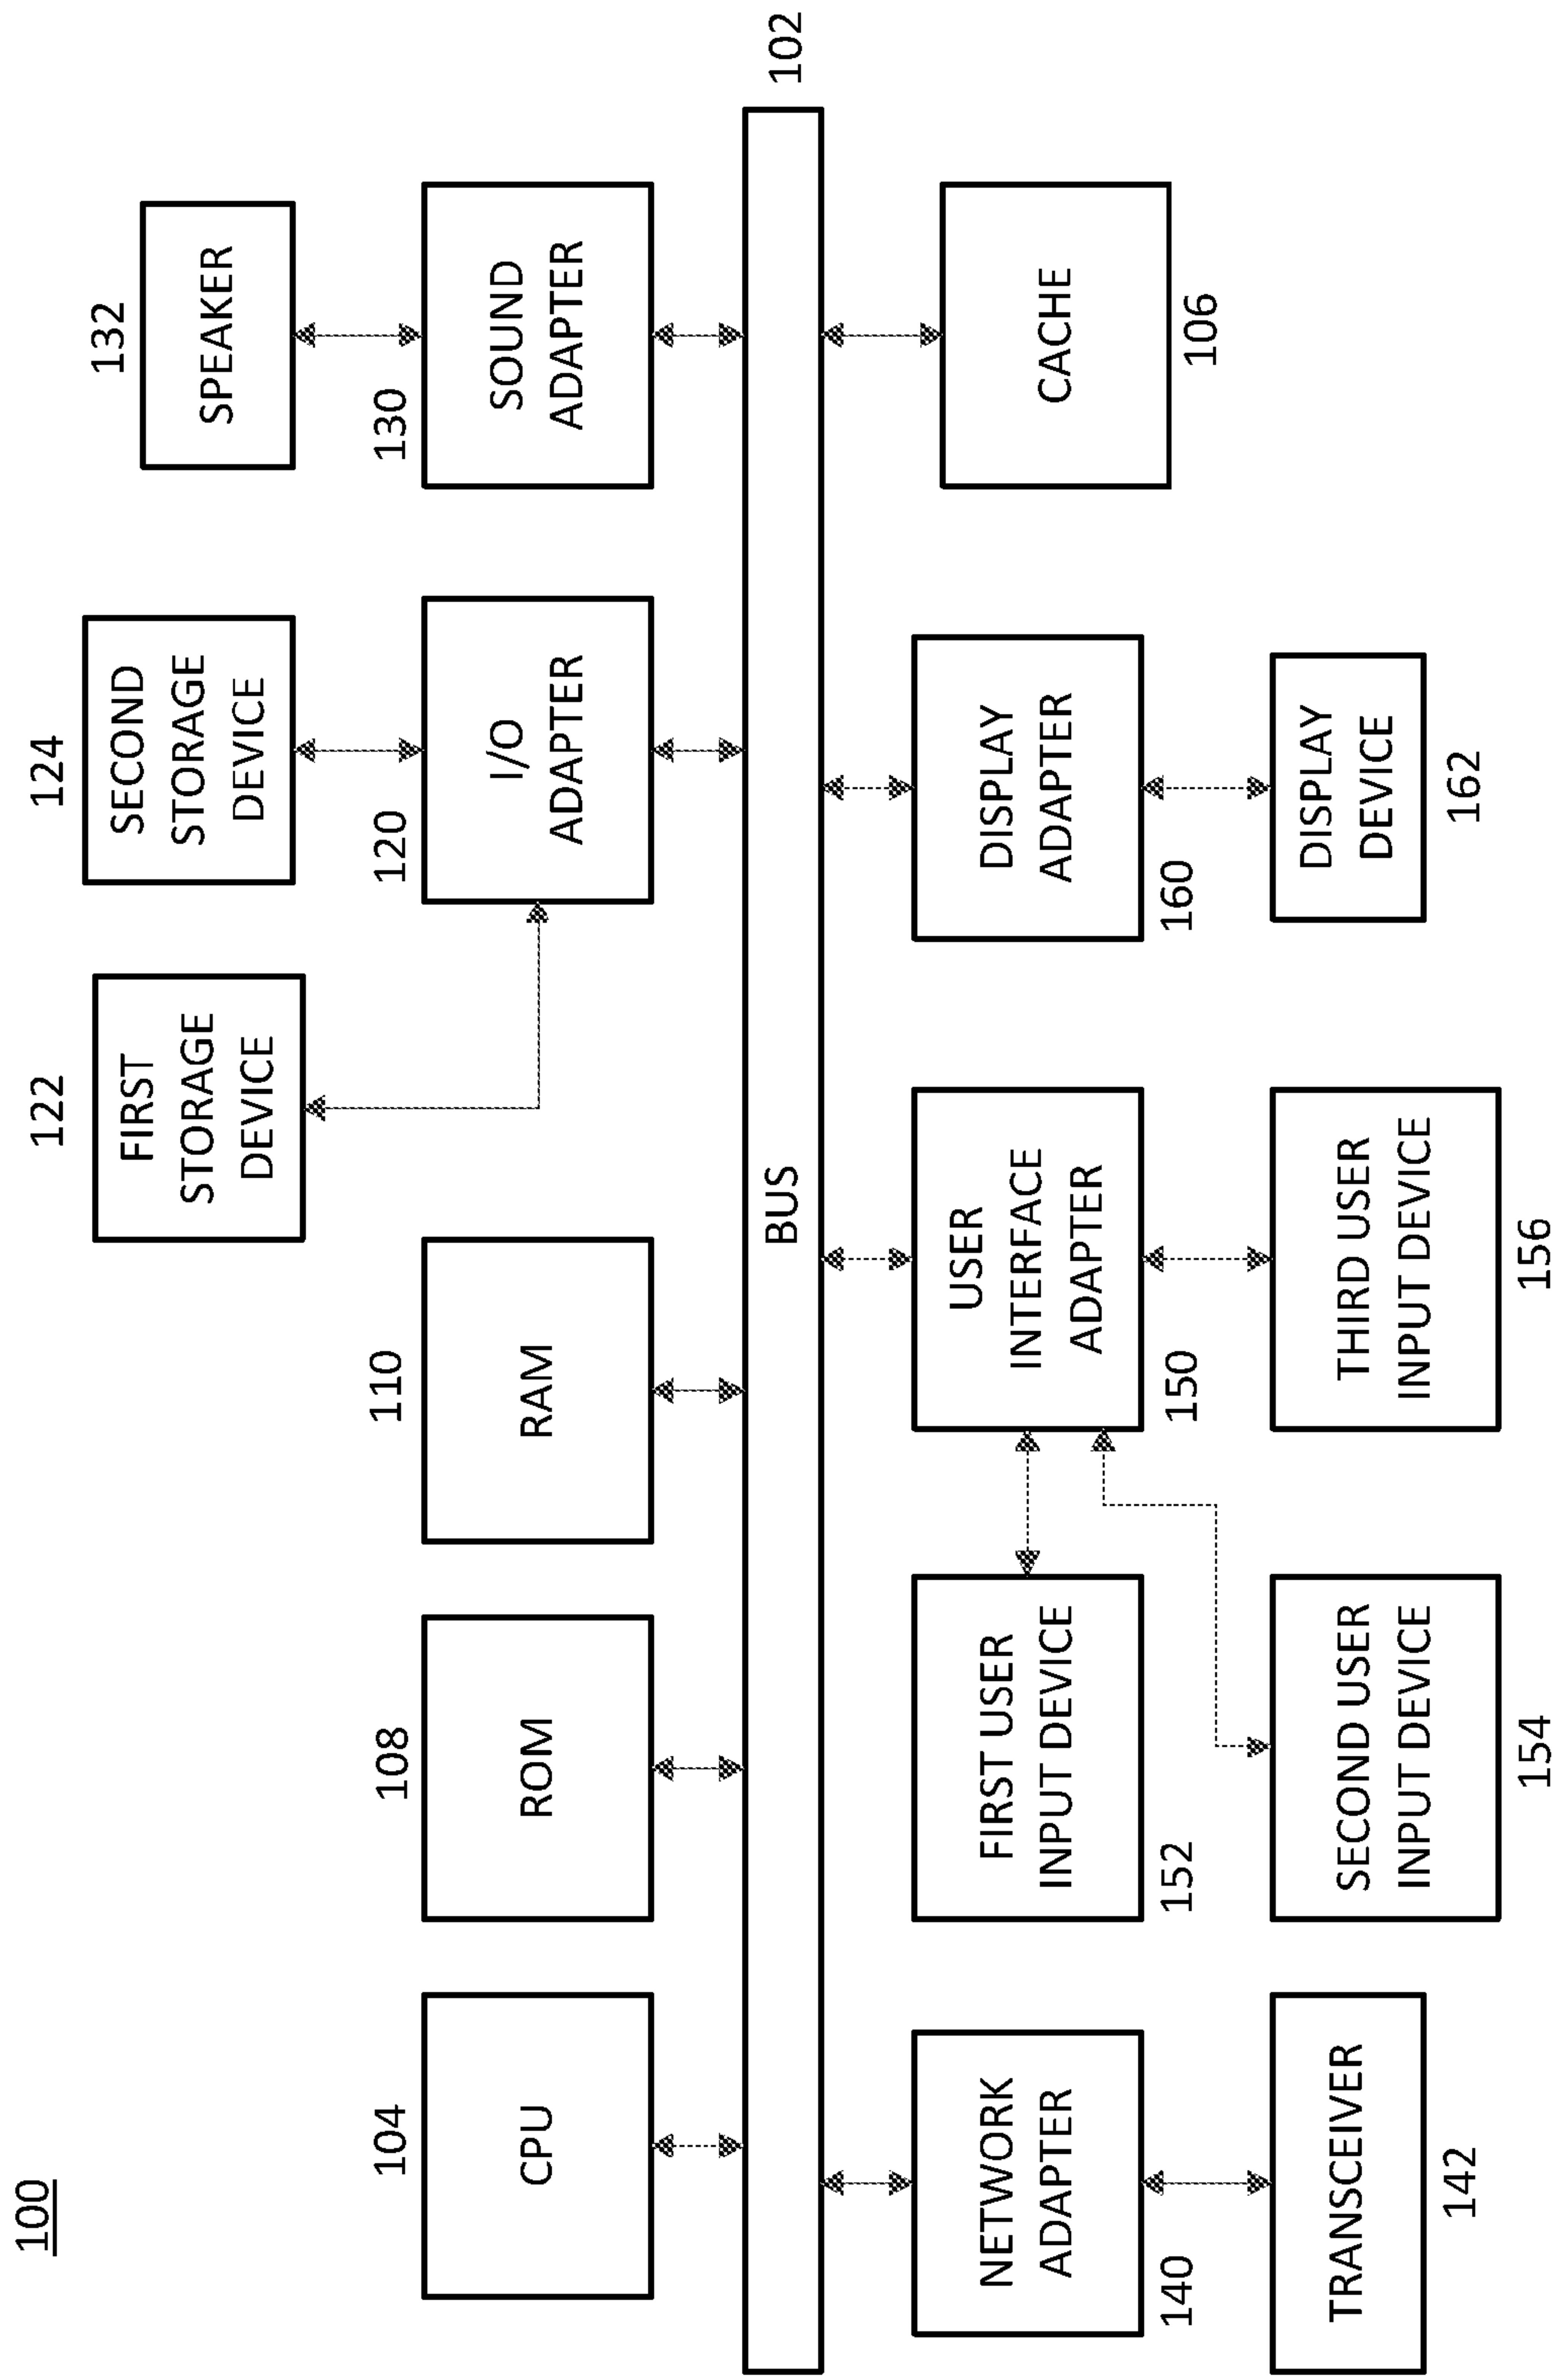 100
122
FIRST
STORAGE
DEVICE
124
SECOND
STORAGE
DEVICE
132
SPEAKER
104
CPU
108
ROM
110
RAM
120
I/O
ADAPTER
130
SOUND
ADAPTER
BUS
102
NETWORK
ADAPTER
140
FIRST USER
INPUT DEVICE
152
USER
INTERFACE
ADAPTER
150
DISPLAY
ADAPTER
160
CACHE
106
TRANSCEIVER
142
SECOND USER
INPUT DEVICE
154
THIRD USER
INPUT DEVICE
156
DISPLAY
DEVICE
162